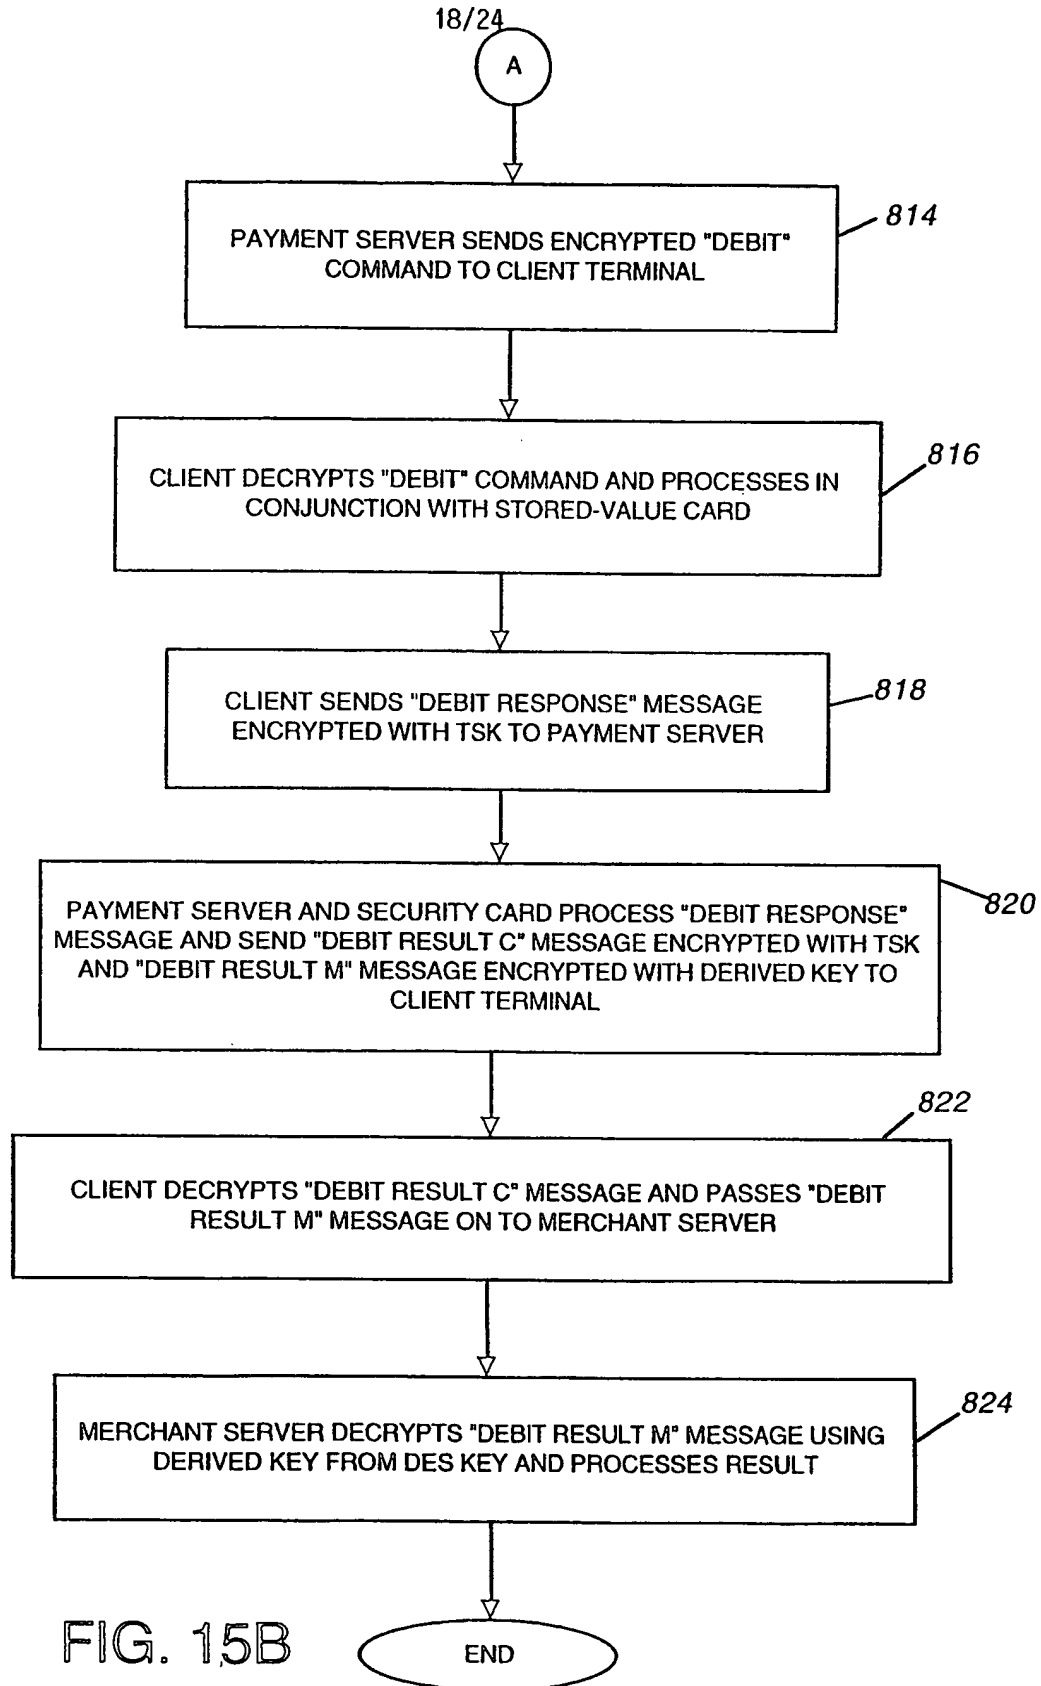 18/24
A
814
PAYMENT SERVER SENDS ENCRYPTED "DEBIT"
COMMAND TO CLIENT TERMINAL
816
CLIENT DECRYPTS "DEBIT" COMMAND AND PROCESSES IN
CONJUNCTION WITH STORED-VALUE CARD
818
CLIENT SENDS "DEBIT RESPONSE" MESSAGE
ENCRYPTED WITH TSK TO PAYMENT SERVER
820
PAYMENT SERVER AND SECURITY CARD PROCESS "DEBIT RESPONSE"
MESSAGE AND SEND "DEBIT RESULT C" MESSAGE ENCRYPTED WITH TSK
AND "DEBIT RESULT M" MESSAGE ENCRYPTED WITH DERIVED KEY TO
CLIENT TERMINAL
822
CLIENT DECRYPTS "DEBIT RESULT C" MESSAGE AND PASSES "DEBIT
RESULT M" MESSAGE ON TO MERCHANT SERVER
824
MERCHANT SERVER DECRYPTS "DEBIT RESULT M" MESSAGE USING
DERIVED KEY FROM DES KEY AND PROCESSES RESULT
FIG. 15B
END